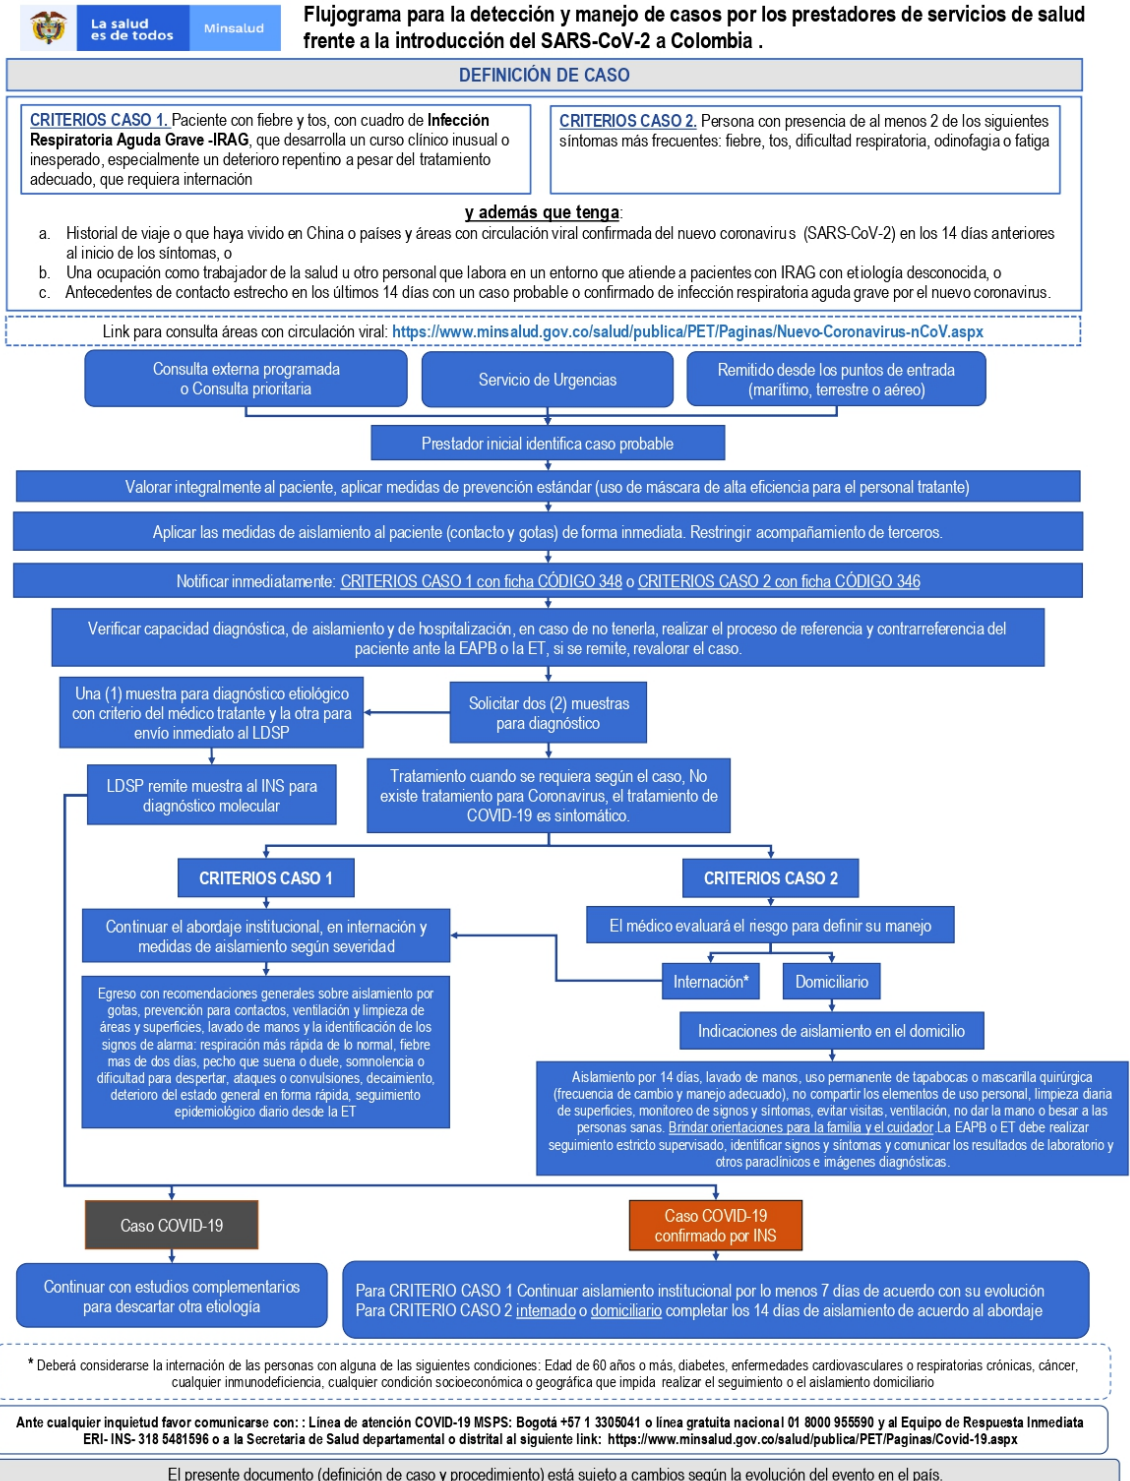 La salud
es de todos
Minsalud
Flujograma para la detección y manejo de casos por los prestadores de servicios de salud
frente a la introducción del SARS-CoV-2 a Colombia .
DEFINICIÓN DE CASO
CRITERIOS CASO 1. Paciente con fiebre y tos, con cuadro de Infección
Respiratoria Aguda Grave -IRAG, que desarrolla un curso clínico inusual o
inesperado, especialmente un deterioro repentino a pesar del tratamiento
adecuado, que requiera internación
CRITERIOS CASO 2. Persona con presencia de al menos 2 de los siguientes
síntomas más frecuentes: fiebre, tos, dificultad respiratoria, odinofagia o fatiga
y además que tenga:
a. Historial de viaje o que haya vivido en China o países y áreas con circulación viral confirmada del nuevo coronavirus (SARS-CoV-2) en los 14 días anteriores
al inicio de los síntomas, o
b. Una ocupación como trabajador de la salud u otro personal que labora en un entorno que atiende a pacientes con IRAG con etiología desconocida, o
c. Antecedentes de contacto estrecho en los últimos 14 días con un caso probable o confirmado de infección respiratoria aguda grave por el nuevo coronavirus.
Link para consulta áreas con circulación viral: https://www.minsalud.gov.co/salud/publica/PET/Paginas/Nuevo-Coronavirus-nCoV.aspx
Consulta externa programada
o Consulta prioritaria
Servicio de Urgencias
Remitido desde los puntos de entrada
(marítimo, terrestre o aéreo)
Prestador inicial identifica caso probable
Valorar integralmente al paciente, aplicar medidas de prevención estándar (uso de máscara de alta eficiencia para el personal tratante)
Aplicar las medidas de aislamiento al paciente (contacto y gotas) de forma inmediata. Restringir acompañamiento de terceros.
Notificar inmediatamente: CRITERIOS CASO 1 con ficha CÓDIGO 348 o CRITERIOS CASO 2 con ficha CÓDIGO 346
Verificar capacidad diagnóstica, de aislamiento y de hospitalización, en caso de no tenerla, realizar el proceso de referencia y contrarreferencia del
paciente ante la EAPB o la ET, si se remite, revalorar el caso.
Una (1) muestra para diagnóstico etiológico
con criterio del médico tratante y la otra para
envío inmediato al LDSP
Solicitar dos (2) muestras
para diagnóstico
LDSP remite muestra al INS para
diagnóstico molecular
Tratamiento cuando se requiera según el caso, No
existe tratamiento para Coronavirus, el tratamiento de
COVID-19 es sintomático.
CRITERIOS CASO 1
CRITERIOS CASO 2
Continuar el abordaje institucional, en internación y
medidas de aislamiento según severidad
El médico evaluará el riesgo para definir su manejo
Internación*
Domiciliario
Egreso con recomendaciones generales sobre aislamiento por
gotas, prevención para contactos, ventilación y limpieza de
áreas y superficies, lavado de manos y la identificación de los
signos de alarma: respiración más rápida de lo normal, fiebre
mas de dos días, pecho que suena o duele, somnolencia o
dificultad para despertar, ataques o convulsiones, decaimiento,
deterioro del estado general en forma rápida, seguimiento
epidemiológico diario desde la ET
Indicaciones de aislamiento en el domicilio
Aislamiento por 14 días, lavado de manos, uso permanente de tapabocas o mascarilla quirúrgica
(frecuencia de cambio y manejo adecuado), no compartir los elementos de uso personal, limpieza diaria
de superficies, monitoreo de signos y síntomas, evitar visitas, ventilación, no dar la mano o besar a las
personas sanas. Brindar orientaciones para la familia y el cuidador.La EAPB o ET debe realizar
seguimiento estricto supervisado, identificar signos y síntomas y comunicar los resultados de laboratorio y
otros paraclínicos e imágenes diagnósticas.
Caso COVID-19
Caso COVID-19
confirmado por INS
Continuar con estudios complementarios
para descartar otra etiología
Para CRITERIO CASO 1 Continuar aislamiento institucional por lo menos 7 días de acuerdo con su evolución
Para CRITERIO CASO 2 internado o domiciliario completar los 14 días de aislamiento de acuerdo al abordaje
* Deberá considerarse la internación de las personas con alguna de las siguientes condiciones: Edad de 60 años o más, diabetes, enfermedades cardiovasculares o respiratorias crónicas, cáncer,
cualquier inmunodeficiencia, cualquier condición socioeconómica o geográfica que impida realizar el seguimiento o el aislamiento domiciliario
Ante cualquier inquietud favor comunicarse con: : Línea de atención COVID-19 MSPS: Bogotá +57 1 3305041 o línea gratuita nacional 01 8000 955590 y al Equipo de Respuesta Inmediata
ERI- INS- 318 5481596 o a la Secretaria de Salud departamental o distrital al siguiente link: https://www.minsalud.gov.co/salud/publica/PET/Paginas/Covid-19.aspx
El presente documento (definición de caso y procedimiento) está sujeto a cambios según la evolución del evento en el país.